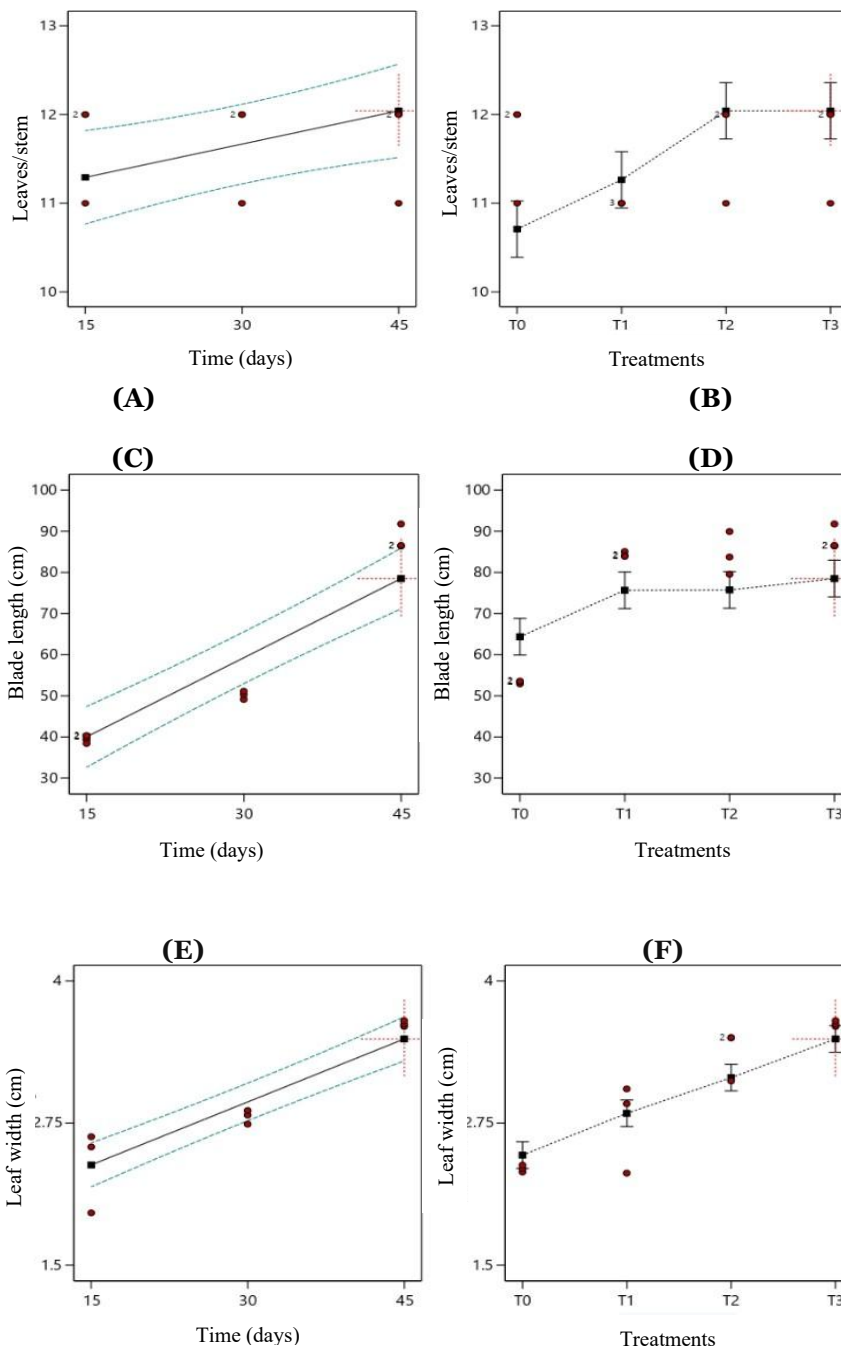 13
12
11
10
Leaves/stem
2
2
2
15
30
45
Time (days)
(A)
13
12
11
10
Leaves/stem
2
3
2
2
T0
T1
T2
T3
Treatments
(B)
(C)
100
90
80
70
60
50
40
30
Blade length (cm)
2
2
15
30
45
Time (days)
(D)
100
90
80
70
60
50
40
30
Blade length (cm)
2
2
2
T0
T1
T2
T3
Treatments
(E)
4
2.75
1.5
Leaf width (cm)
15
30
45
Time (days)
(F)
4
2.75
1.5
Leaf width (cm)
2
T0
T1
T2
T3
Treatments